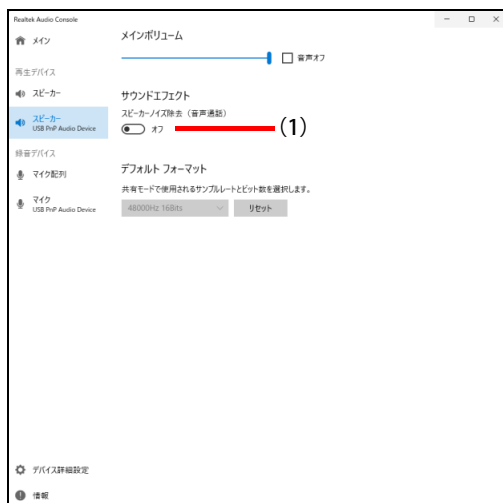 Realtek Audio Console
メイン
再生デバイス
スピーカー
スピーカー
USB PnP Audio Device
録音デバイス
マイク配列
マイク
USB PnP Audio Device
デバイス詳細設定
情報
メインボリューム
音声オフ
サウンドエフェクト
スピーカーノイズ除去（音声通話）
オフ
(1)
デフォルト フォーマット
共有モードで使用されるサンプルレートとビット数を選択します。
48000Hz 16Bits
リセット